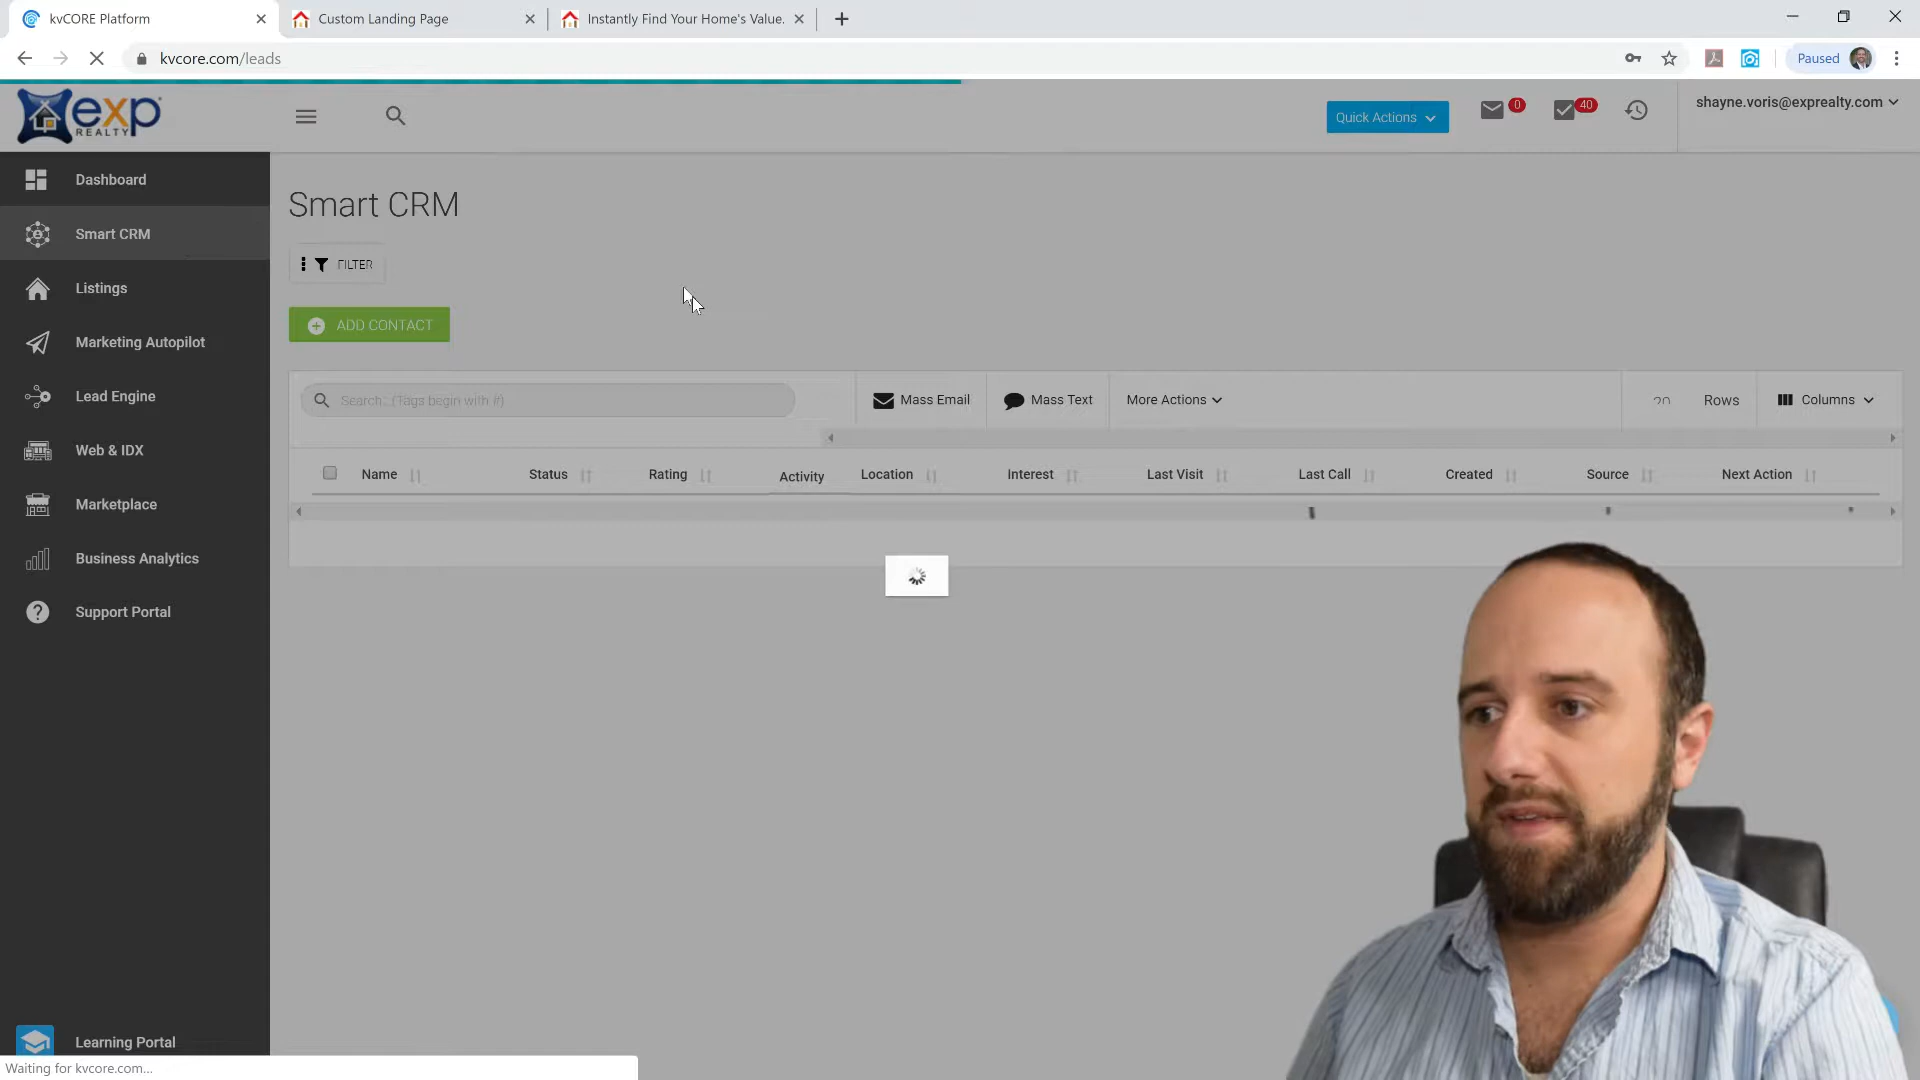 kvCORE Platform
Custom Landing Page
Instantly Find Your Home's Value.
kvcore.com/leads
Paused
exp
REALTY
Quick Actions
0
40
shayne.voris@exprealty.com
Dashboard
Smart CRM
Listings
Marketing Autopilot
Lead Engine
Web & IDX
Marketplace
Business Analytics
Support Portal
Learning Portal
Smart CRM
FILTER
ADD CONTACT
Search...(Tags begin with #)
Mass Email
Mass Text
More Actions
20
Rows
Columns
Name
Status
Rating
Activity
Location
Interest
Last Visit
Last Call
Created
Source
Next Action
Waiting for kvcore.com...